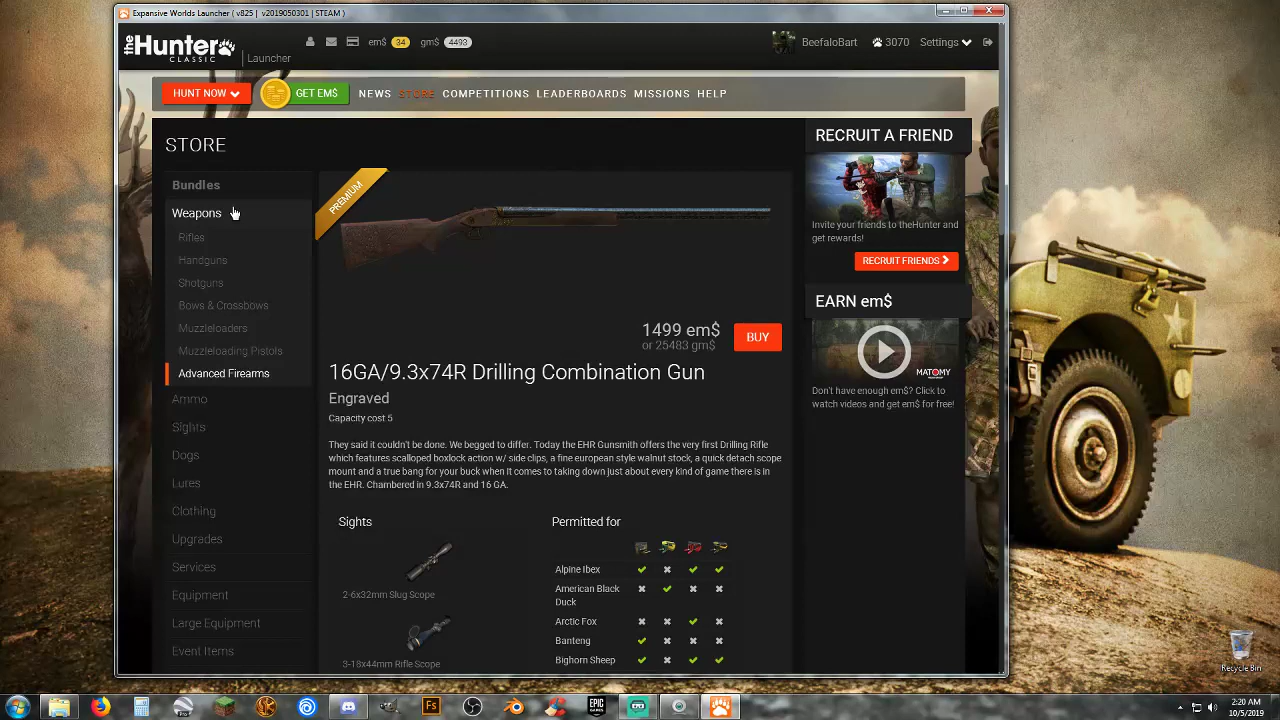 Expansive Worlds Launcher ( v825 | v2019050301 | STEAM )
theHunter CLASSIC | Launcher
em$ 34 gm$ 4493
BeefaloBart 3070 Settings
HUNT NOW GET EM$ NEWS STORE COMPETITIONS LEADERBOARDS MISSIONS HELP
STORE
Bundles
Weapons
Rifles
Handguns
Shotguns
Bows & Crossbows
Muzzleloaders
Muzzleloading Pistols
Advanced Firearms
Ammo
Sights
Dogs
Lures
Clothing
Upgrades
Services
Equipment
Large Equipment
Event Items
PREMIUM
1499 em$
or 25483 gm$
BUY
16GA/9.3x74R Drilling Combination Gun
Engraved
Capacity cost 5
They said it couldn't be done. We begged to differ. Today the EHR Gunsmith offers the very first Drilling Rifle
which features scalloped boxlock action w/ side clips, a fine european style walnut stock, a quick detach scope
mount and a true bang for your buck when it comes to taking down just about every kind of game there is in
the EHR. Chambered in 9.3x74R and 16 GA.
Sights
2-6x32mm Slug Scope
3-18x44mm Rifle Scope
Permitted for
Alpine Ibex
American Black
Duck
Arctic Fox
Banteng
Bighorn Sheep
RECRUIT A FRIEND
Invite your friends to theHunter and
get rewards!
RECRUIT FRIENDS
EARN em$
MATOMY
Don't have enough em$? Click to
watch videos and get em$ for free!
Recycle Bin
Fs
EPIC
GAMES
2:20 AM
10/5/2019